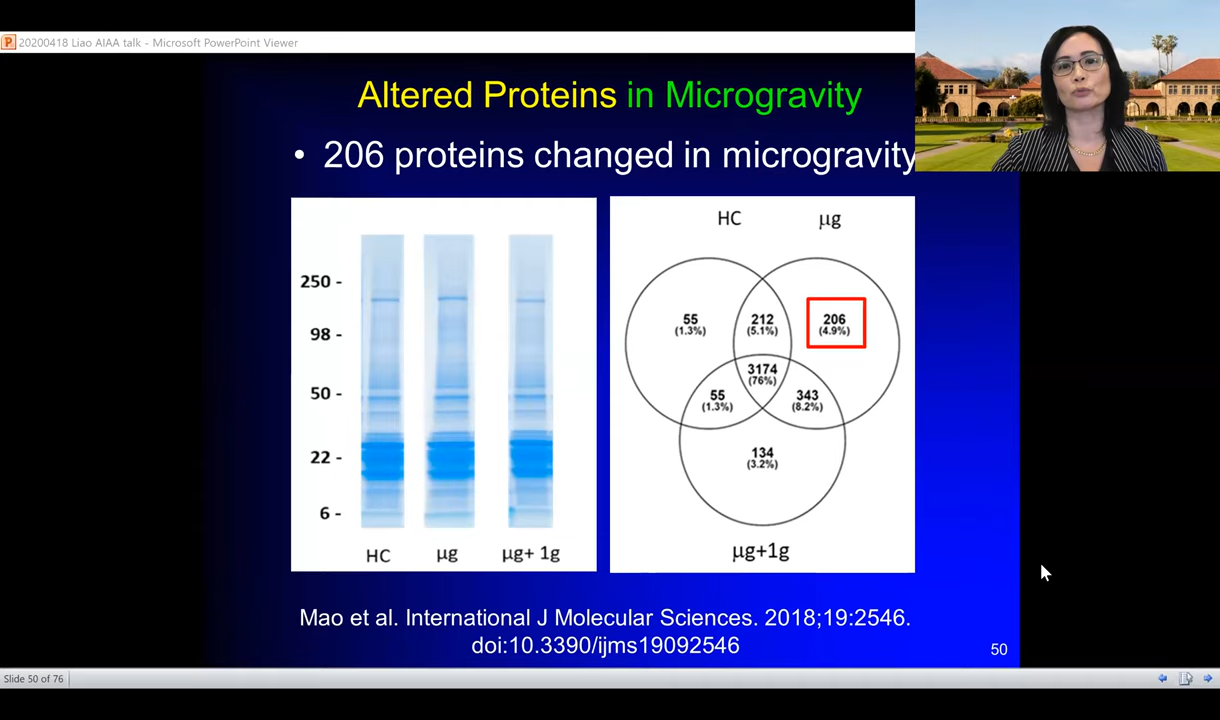 20200418 Liao AIAA talk - Microsoft PowerPoint Viewer
Altered Proteins in Microgravity
• 206 proteins changed in microgravity
250 -
98 -
50 -
22 -
6 -
HC μg μg+ 1g
HC μg
55
(1.3%)
212
(5.1%)
206
(4.9%)
3174
(76%)
55
(1.3%)
343
(8.2%)
134
(3.2%)
μg+1g
Mao et al. International J Molecular Sciences. 2018;19:2546.
doi:10.3390/ijms19092546
50
Slide 50 of 76